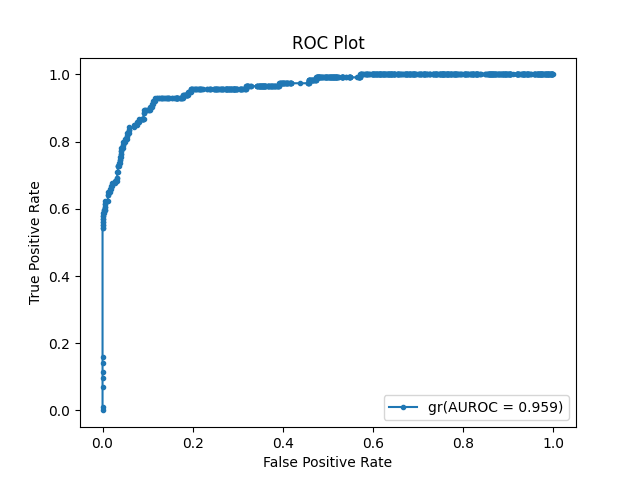 ROC Plot
True Positive Rate
1.0
0.8
0.6
0.4
0.2
0.0
gr(AUROC = 0.959)
0.0 0.2 0.4 0.6 0.8 1.0
False Positive Rate